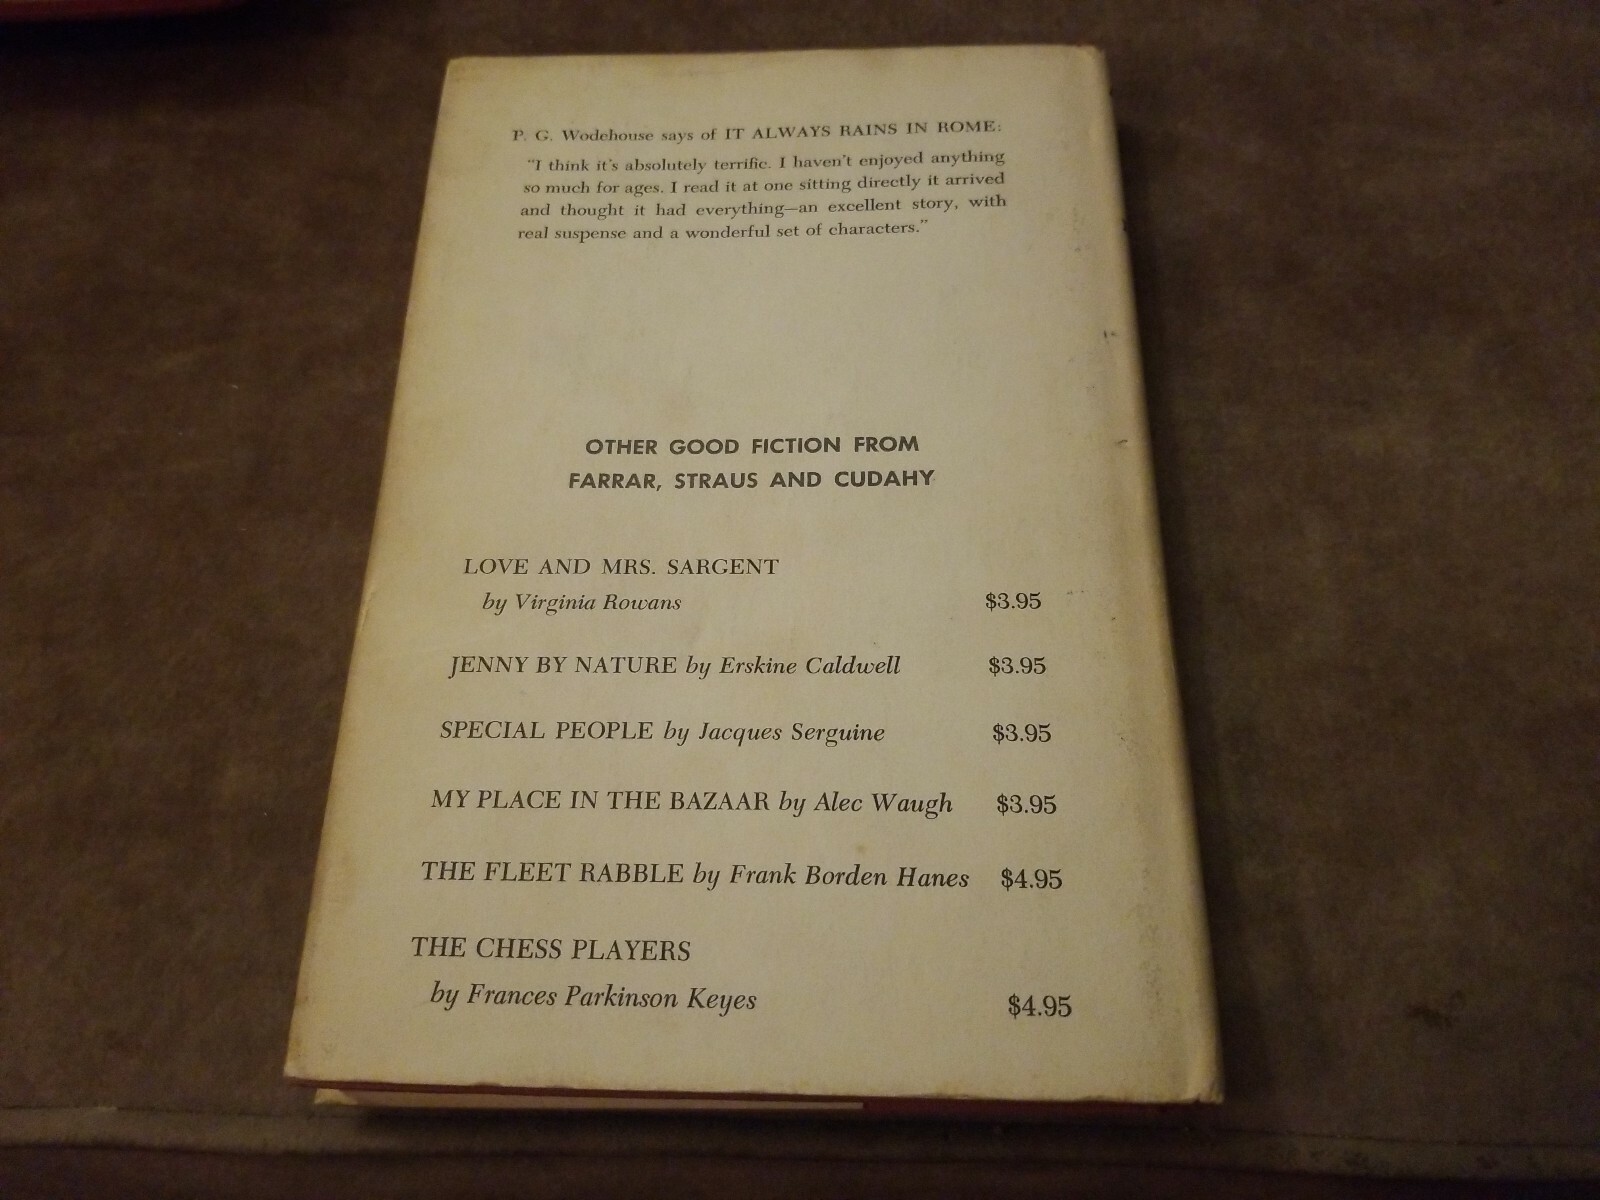 P. G. Wodehouse says of IT ALWAYS RAINS IN ROME:
"I think it's absolutely terrific. I haven't enjoyed anything
so much for ages. I read it at one sitting directly it arrived
and thought it had everything—an excellent story, with
real suspense and a wonderful set of characters."
OTHER GOOD FICTION FROM
FARRAR, STRAUS AND CUDAHY
LOVE AND MRS. SARGENT
by Virginia Rowans $3.95
JENNY BY NATURE by Erskine Caldwell $3.95
SPECIAL PEOPLE by Jacques Serguine $3.95
MY PLACE IN THE BAZAAR by Alec Waugh $3.95
THE FLEET RABBLE by Frank Borden Hanes $4.95
THE CHESS PLAYERS
by Frances Parkinson Keyes $4.95